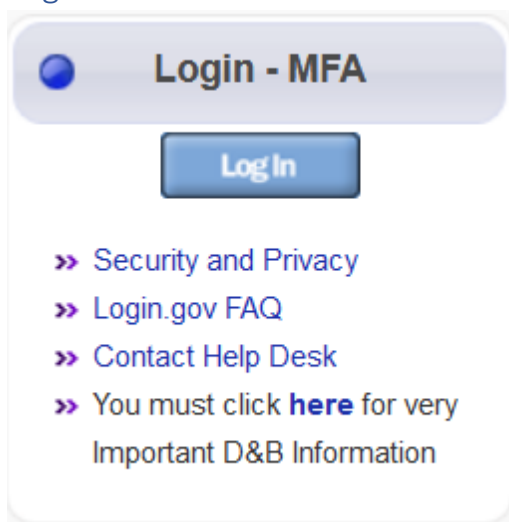 Login - MFA
Log In
Security and Privacy
Login.gov FAQ
Contact Help Desk
You must click here for very
Important D&B Information